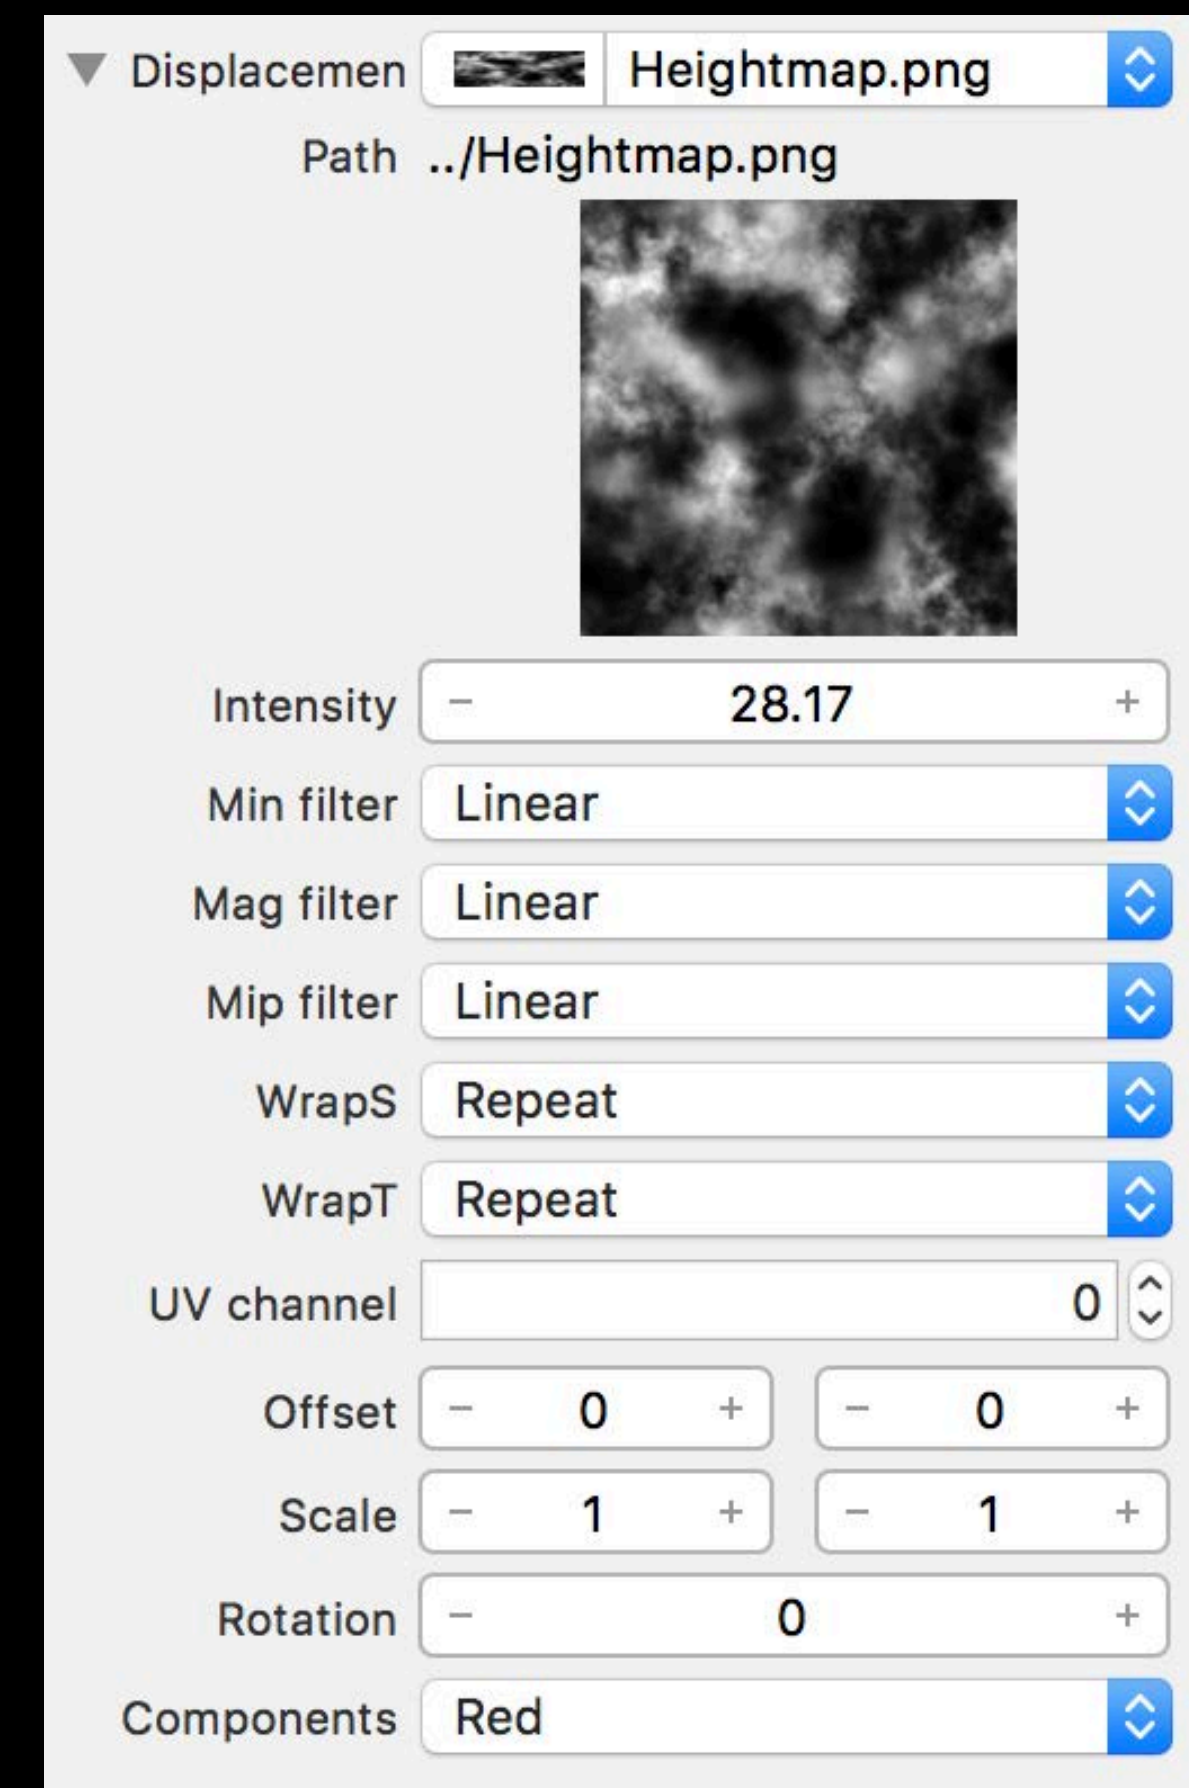 Displacemen Heightmap.png
Path ../Heightmap.png
Intensity − 28.17 +
Min filter Linear
Mag filter Linear
Mip filter Linear
WrapS Repeat
WrapT Repeat
UV channel 0
Offset − 0 + − 0 +
Scale − 1 + − 1 +
Rotation − 0 +
Components Red